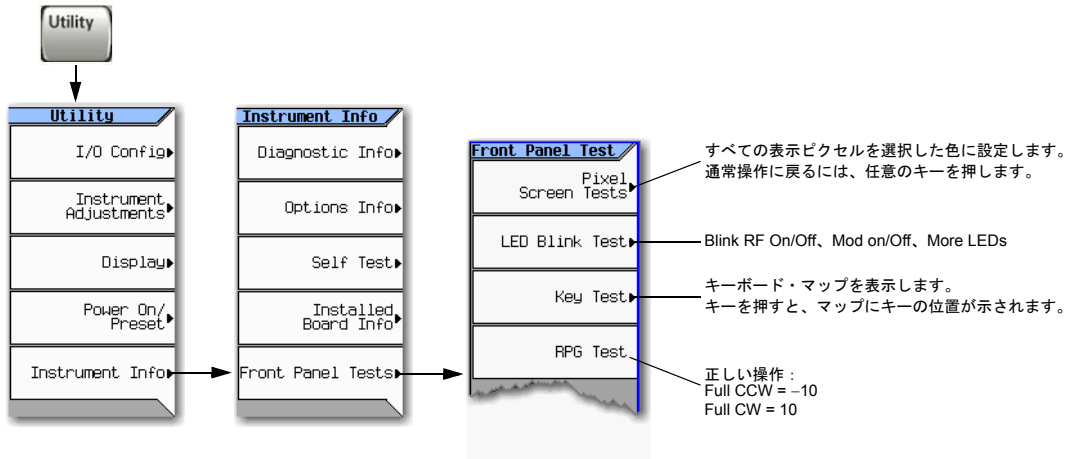 Utility
Utility
I/O Config
Instrument
Adjustments
Display
Power On/
Preset
Instrument Info
Instrument Info
Diagnostic Info
Options Info
Self Test
Installed
Board Info
Front Panel Tests
Front Panel Test
Pixel
Screen Tests
LED Blink Test
Key Test
RPG Test
すべての表示ピクセルを選択した色に設定します。
通常操作に戻るには、任意のキーを押します。
Blink RF On/Off、Mod on/Off、More LEDs
キーボード・マップを表示します。
キーを押すと、マップにキーの位置が示されます。
正しい操作：
Full CCW = −10
Full CW = 10